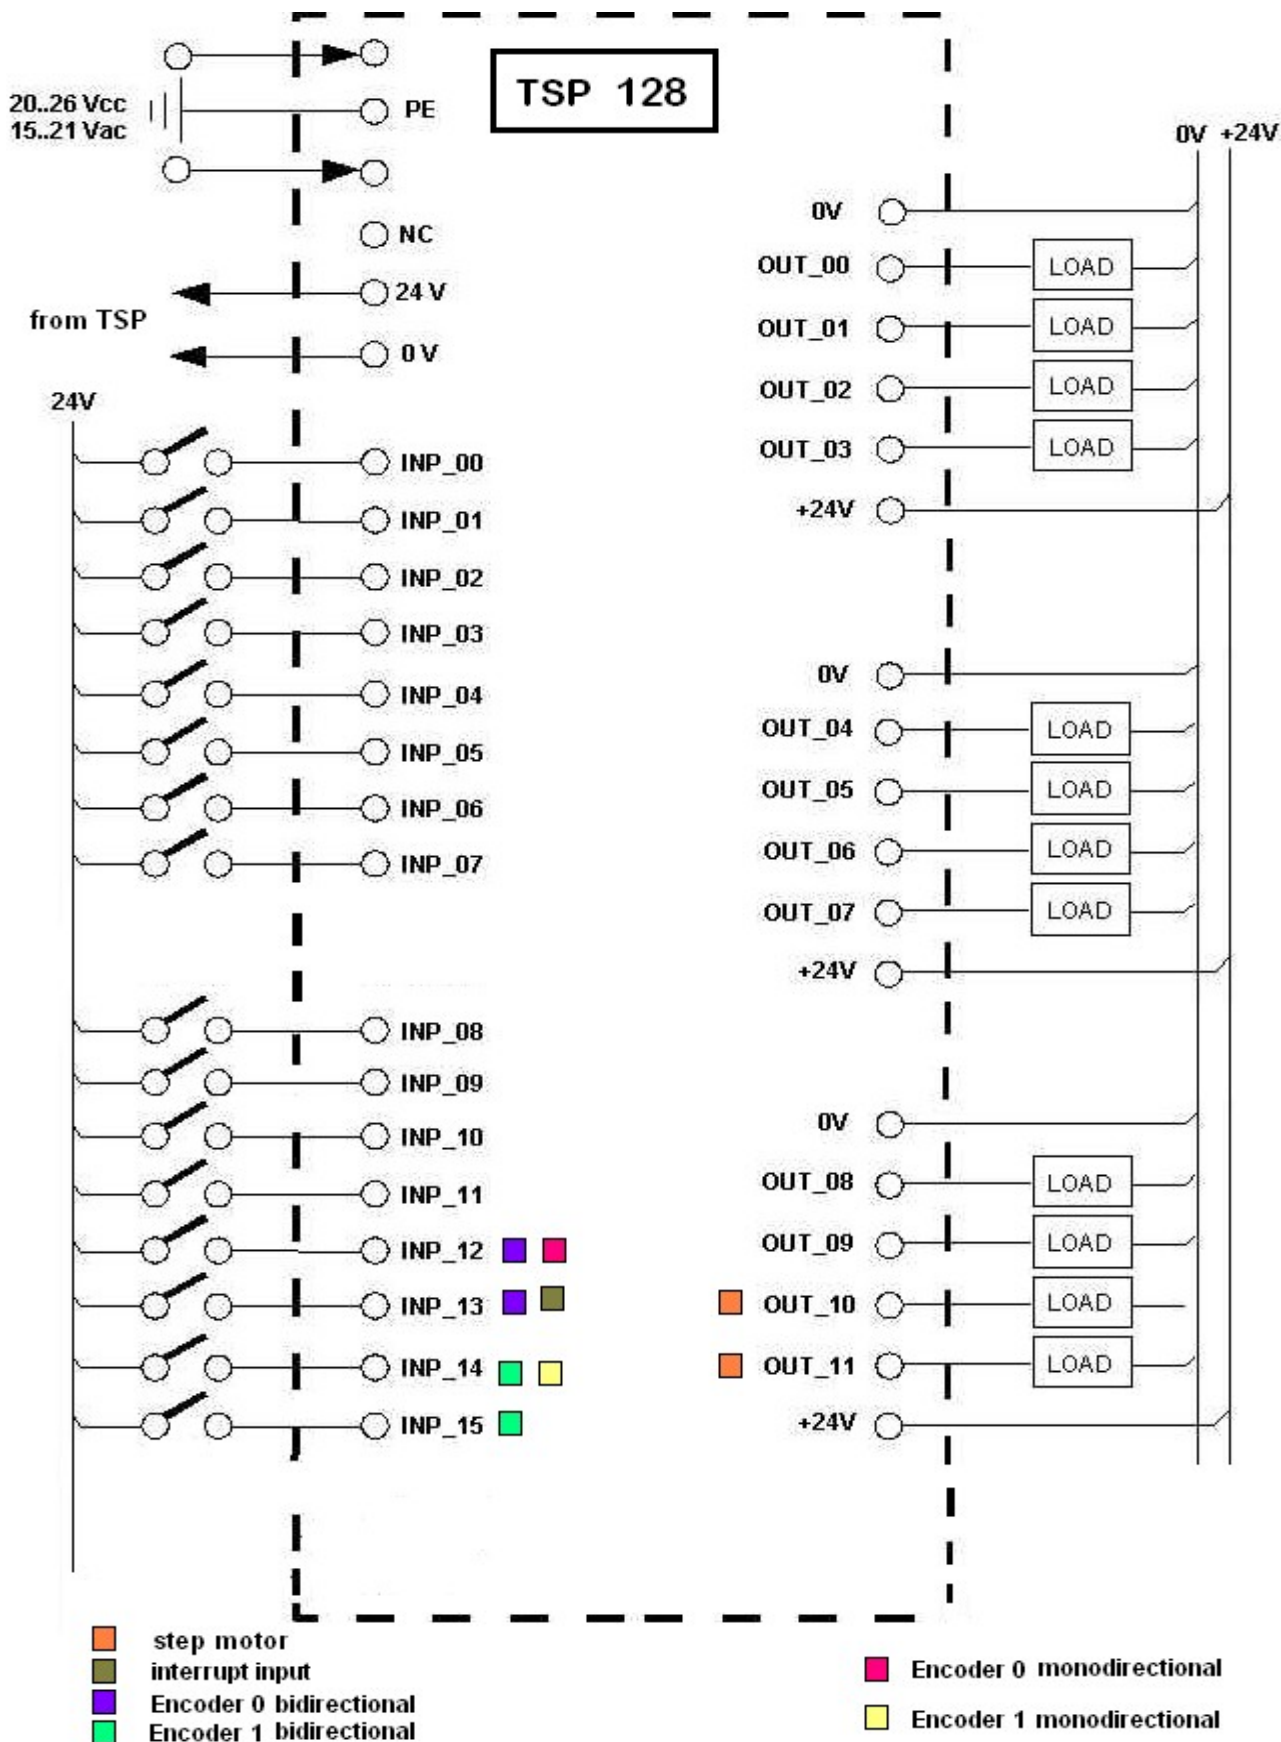 TSP 128
20..26 Vcc
15..21 Vac
PE
NC
24 V
from TSP
0 V
24V
INP_00
INP_01
INP_02
INP_03
INP_04
INP_05
INP_06
INP_07
INP_08
INP_09
INP_10
INP_11
INP_12
INP_13
INP_14
INP_15
0V +24V
0V
OUT_00 LOAD
OUT_01 LOAD
OUT_02 LOAD
OUT_03 LOAD
+24V
0V
OUT_04 LOAD
OUT_05 LOAD
OUT_06 LOAD
OUT_07 LOAD
+24V
0V
OUT_08 LOAD
OUT_09 LOAD
OUT_10 LOAD
OUT_11 LOAD
+24V
step motor
interrupt input
Encoder 0 bidirectional
Encoder 1 bidirectional
Encoder 0 monodirectional
Encoder 1 monodirectional